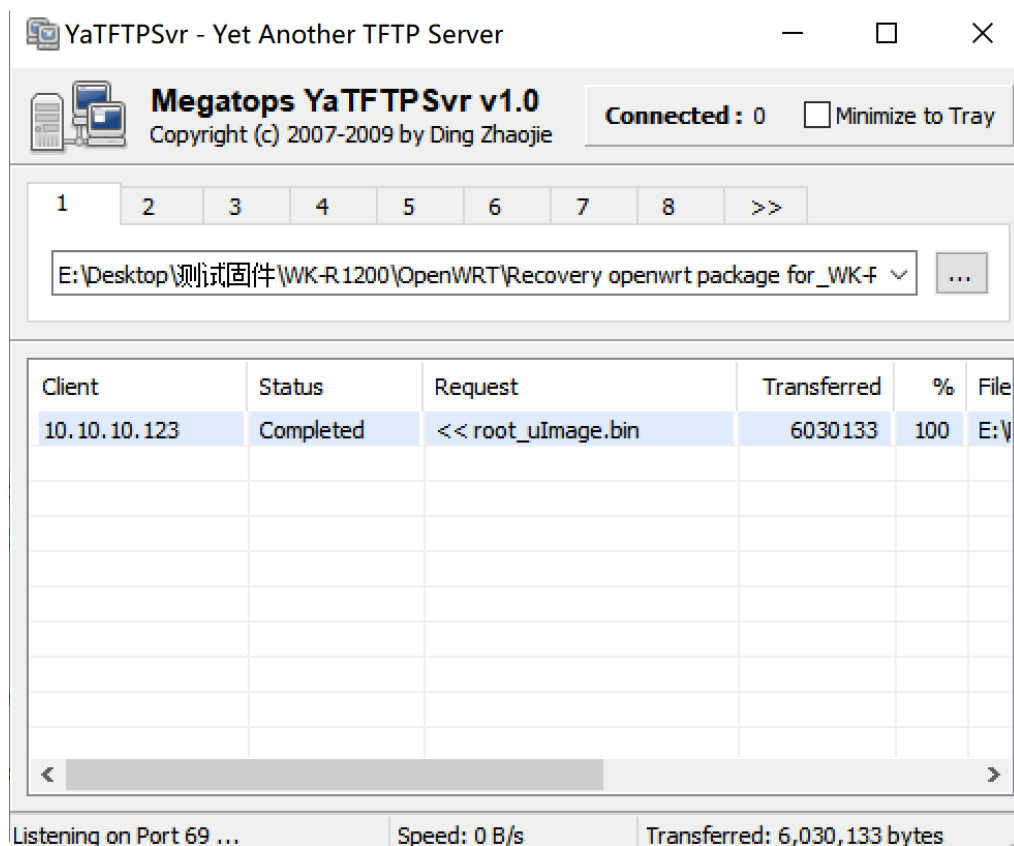 YaTFTPSvr - Yet Another TFTP Server
Megatops YaTFTPSvr v1.0
Copyright (c) 2007-2009 by Ding Zhaojie
Connected : 0
Minimize to Tray
1 2 3 4 5 6 7 8 >>
E:\Desktop\测试固件\WK-R1200\OpenWRT\Recovery openwrt package for_WK-F
...
Client Status Request Transferred % File
10.10.10.123 Completed << root_uImage.bin 6030133 100 E:\
Listening on Port 69 ... Speed: 0 B/s Transferred: 6,030,133 bytes